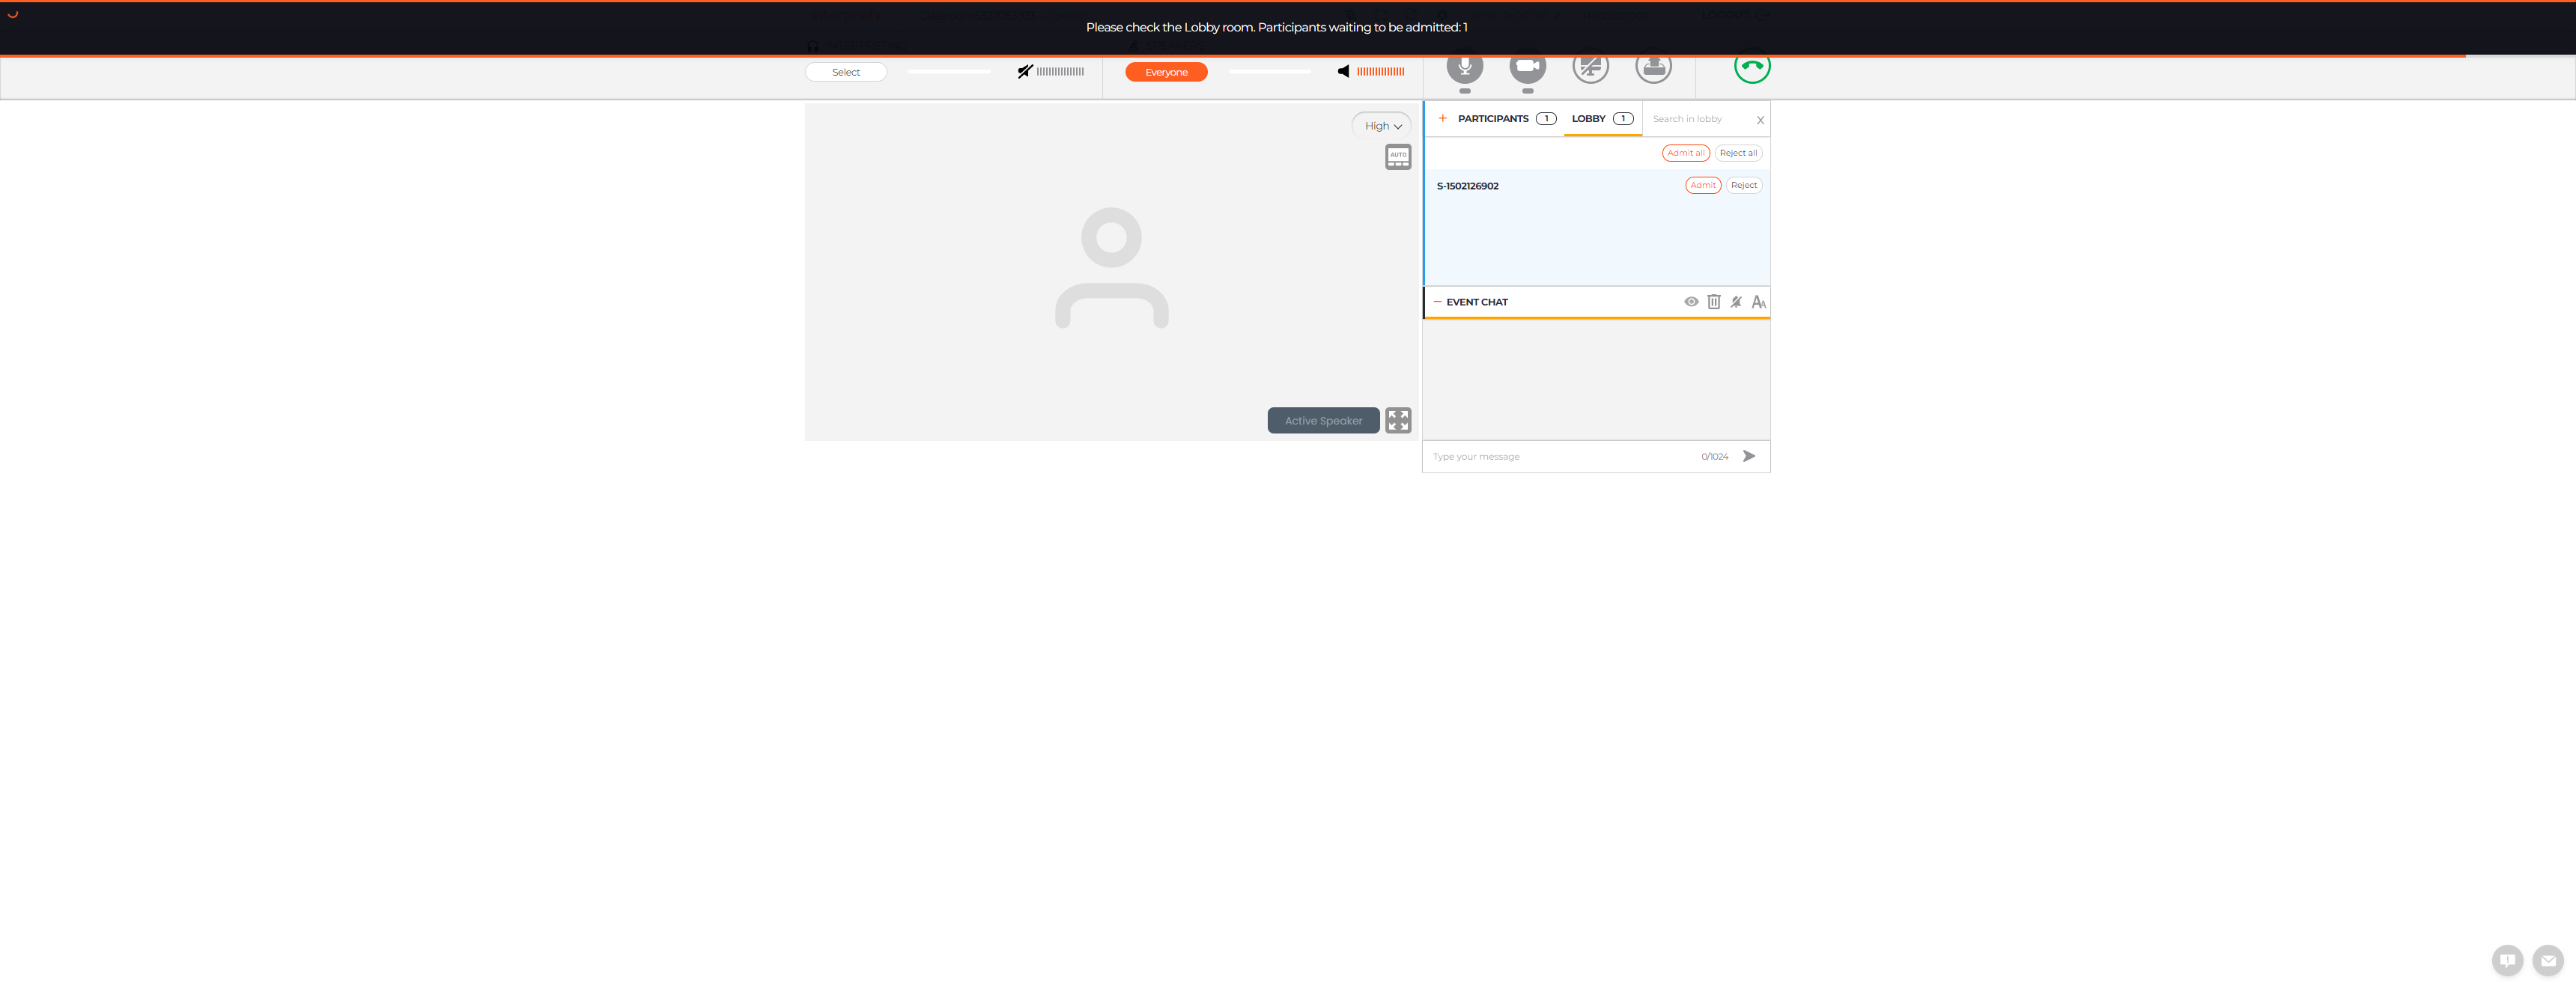 Please check the Lobby room. Participants waiting to be admitted: 1
Select
Everyone
High
AUTO
Active Speaker
+ PARTICIPANTS 1 LOBBY 1 Search in lobby X
Admit all Reject all
S-1502126902 Admit Reject
− EVENT CHAT AA
Type your message 0/1024